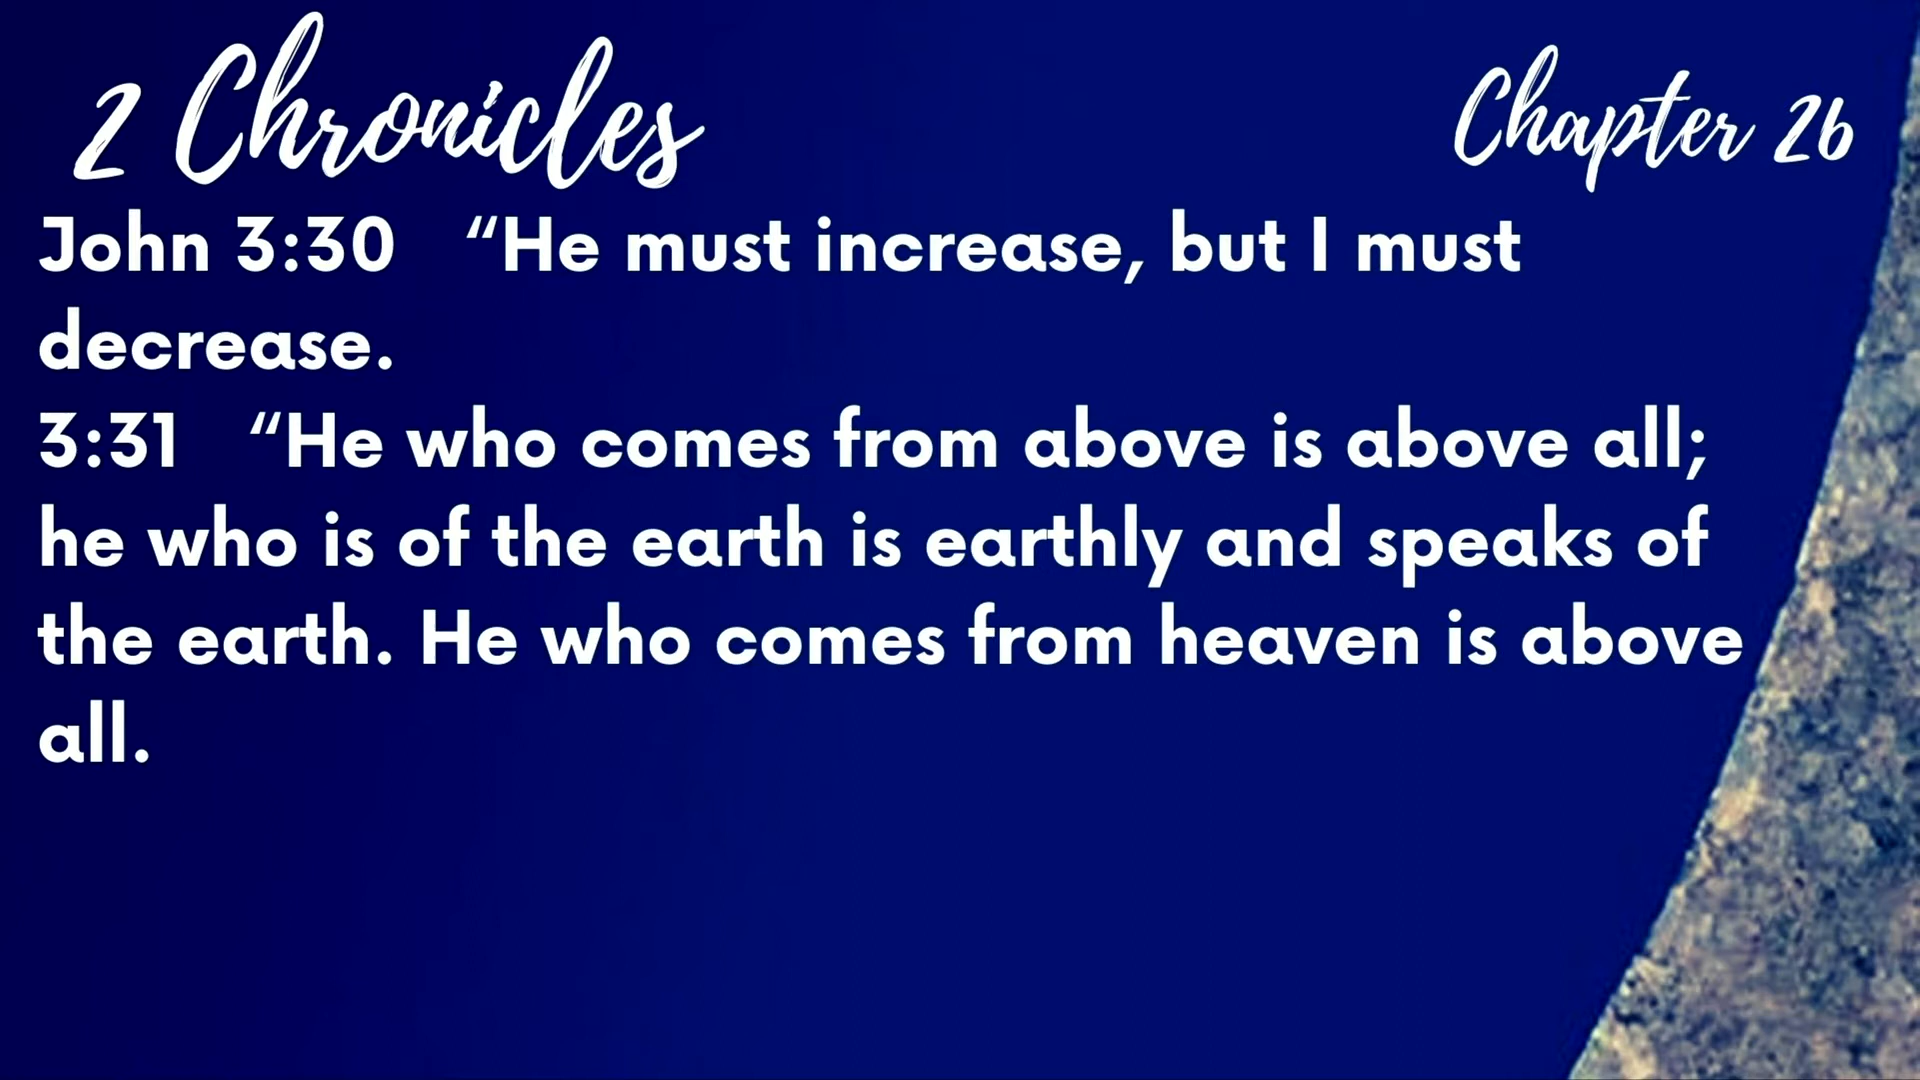 2 Chronicles Chapter 26
John 3:30 “He must increase, but I must
decrease.
3:31 “He who comes from above is above all;
he who is of the earth is earthly and speaks of
the earth. He who comes from heaven is above
all.